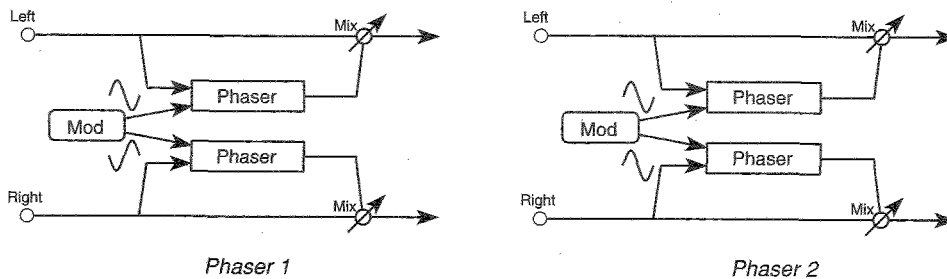 Left
Mix
Phaser
Mod
Phaser
Right
Mix
Phaser 1
Left
Mix
Phaser
Mod
Phaser
Right
Mix
Phaser 2